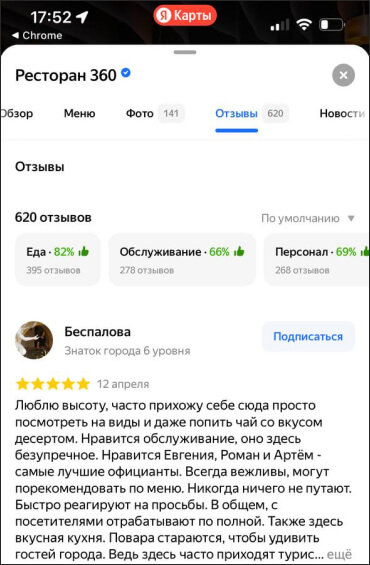 17:52
Я Карты
◀ Chrome
Ресторан 360
Обзор Меню Фото 141 Отзывы 620 Новости
Отзывы
620 отзывов По умолчанию ▼
Еда · 82% Обслуживание · 66% Персонал · 69%
395 отзывов 278 отзывов 268 отзывов
Беспалова Подписаться
Знаток города 6 уровня
12 апреля
Люблю высоту, часто прихожу себе сюда просто
посмотреть на виды и даже попить чай со вкусом
десертом. Нравится обслуживание, оно здесь
безупречное. Нравится Евгения, Роман и Артём -
самые лучшие официанты. Всегда вежливы, могут
порекомендовать по меню. Никогда ничего не путают.
Быстро реагируют на просьбы. В общем, с
посетителями отрабатывают по полной. Также здесь
вкусная кухня. Повара стараются, чтобы удивить
гостей города. Ведь здесь часто приходят турис... ещё